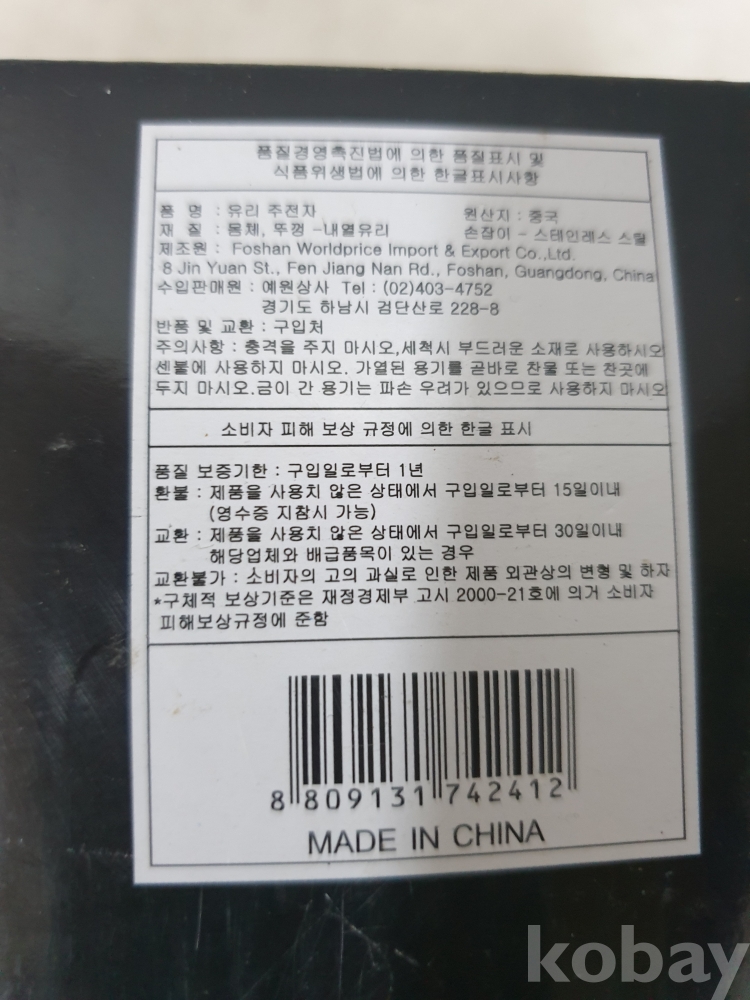 품질경영촉진법에 의한 품질표시 및
식품위생법에 의한 한글표시사항
품 명 : 유리 주전자 원산지 : 중국
재 질 : 몸체, 뚜껑 -내열유리 손잡이 - 스테인레스 스틸
제조원 : Foshan Worldprice Import & Export Co.,Ltd.
8 Jin Yuan St., Fen Jiang Nan Rd., Foshan, Guangdong, China
수입판매원 : 예원상사 Tel : (02)403-4752
경기도 하남시 검단산로 228-8
반품 및 교환 : 구입처
주의사항 : 충격을 주지 마시오,세척시 부드러운 소재로 사용하시오
센불에 사용하지 마시오. 가열된 용기를 곧바로 찬물 또는 찬곳에
두지 마시오.금이 간 용기는 파손 우려가 있으므로 사용하지 마시오
소비자 피해 보상 규정에 의한 한글 표시
품질 보증기한 : 구입일로부터 1년
환불 : 제품을 사용치 않은 상태에서 구입일로부터 15일이내
(영수증 지참시 가능)
교환 : 제품을 사용치 않은 상태에서 구입일로부터 30일이내
해당업체와 배급품목이 있는 경우
교환불가 : 소비자의 고의 과실로 인한 제품 외관상의 변형 및 하자
*구체적 보상기준은 재정경제부 고시 2000-21호에 의거 소비자
피해보상규정에 준함
8 809131 742412
MADE IN CHINA
kobay